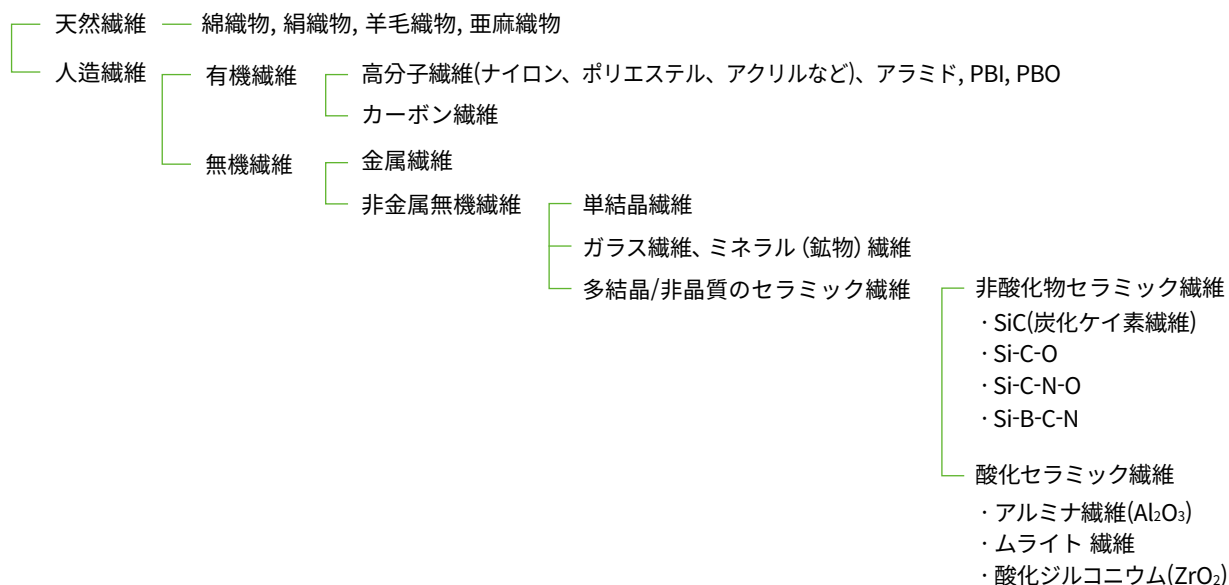 天然繊維 綿織物, 絹織物, 羊毛織物, 亜麻織物
人造繊維 有機繊維 高分子繊維(ナイロン、ポリエステル、アクリルなど)、アラミド, PBI, PBO
カーボン繊維
無機繊維 金属繊維
非金属無機繊維 単結晶繊維
ガラス繊維、ミネラル（鉱物）繊維
多結晶/非晶質のセラミック繊維 非酸化物セラミック繊維
・SiC(炭化ケイ素繊維)
・Si-C-O
・Si-C-N-O
・Si-B-C-N
酸化セラミック繊維
・アルミナ繊維(Al₂O₃)
・ムライト 繊維
・酸化ジルコニウム(ZrO₂)